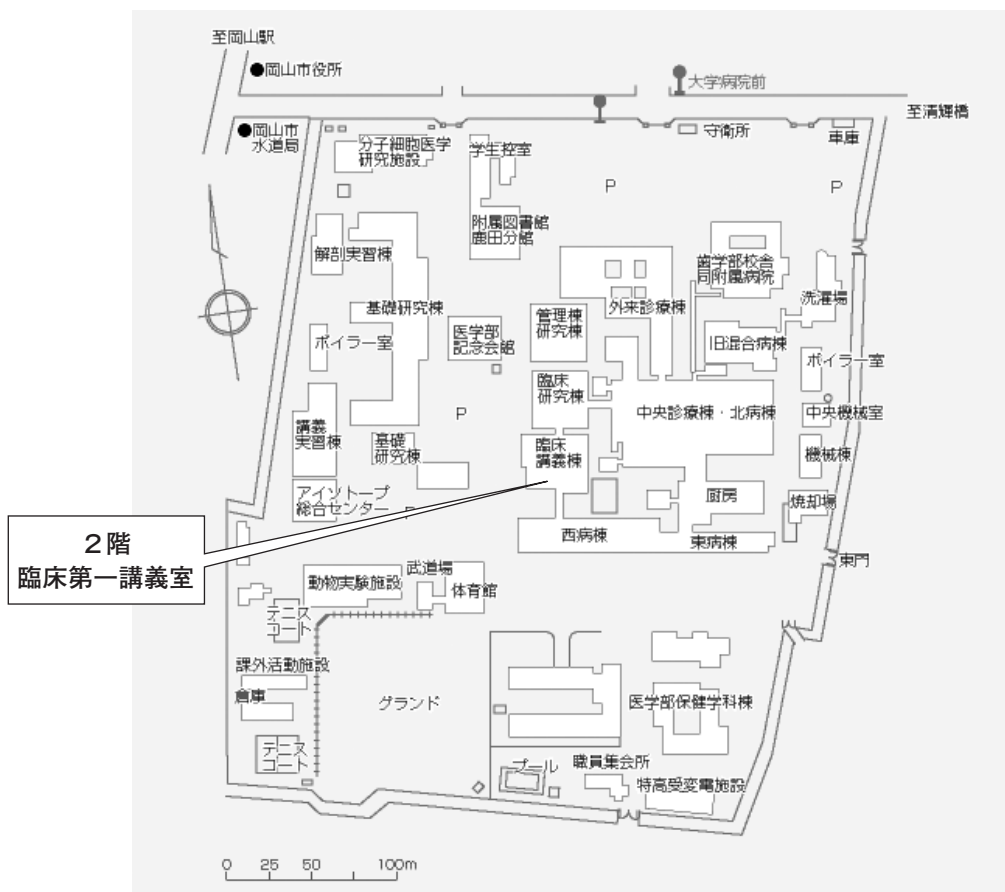 至岡山駅
●岡山市役所
大学病院前
至清輝橋
●岡山市
水道局
守衛所
車庫
分子細胞医学
研究施設
学生控室
P
P
附属図書館
鹿田分館
解剖実習棟
歯学部校舎
同附属病院
洗濯場
基礎研究棟
管理棟
研究棟
外来診療棟
ボイラー室
医学部
記念会館
旧混合病棟
ボイラー室
臨床
研究棟
中央診療棟・北病棟
中央機械室
P
講義
実習棟
基礎
研究棟
臨床
講義棟
機械棟
アイソトープ
総合センター
P
厨房
焼却場
西病棟
東病棟
2階
臨床第一講義室
東門
動物実験施設
武道場
体育館
テニス
コート
課外活動施設
倉庫
グランド
医学部保健学科棟
テニス
コート
プール
職員集会所
特高受変電施設
0 25 50 100m